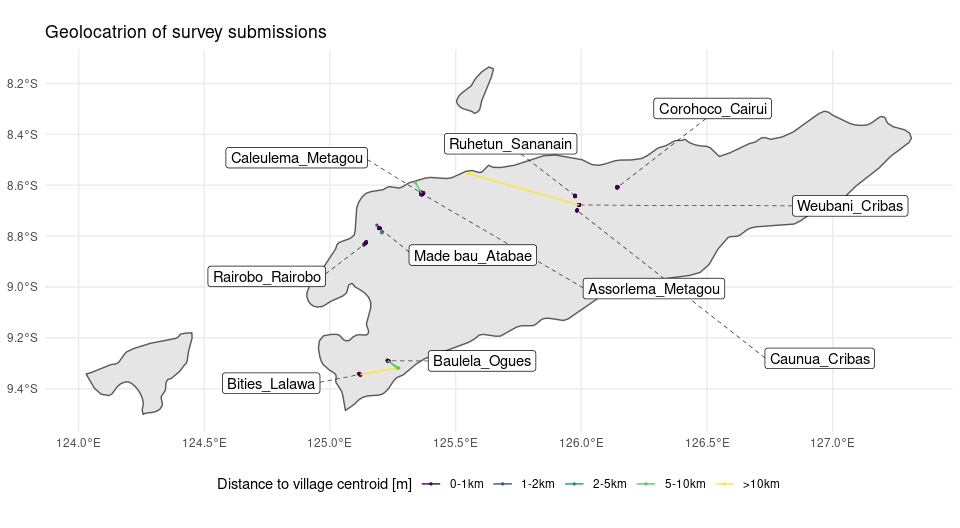 Geolocatrion of survey submissions
8.2°S
8.4°S
8.6°S
8.8°S
9.0°S
9.2°S
9.4°S
Corohoco_Cairui
Ruhetun_Sananain
Caleulema_Metagou
Weubani_Cribas
Made bau_Atabae
Rairobo_Rairobo
Assorlema_Metagou
Caunua_Cribas
Baulela_Ogues
Bities_Lalawa
124.0°E 124.5°E 125.0°E 125.5°E 126.0°E 126.5°E 127.0°E
Distance to village centroid [m] 0-1km 1-2km 2-5km 5-10km >10km